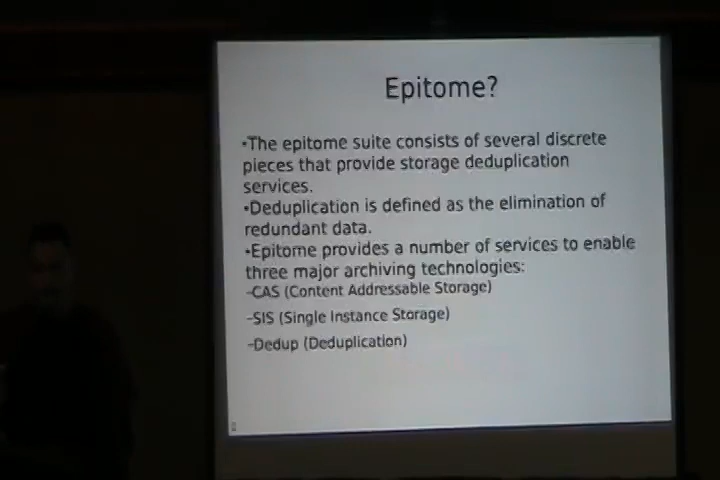 Epitome?
•The epitome suite consists of several discrete
pieces that provide storage deduplication
services.
•Deduplication is defined as the elimination of
redundant data.
•Epitome provides a number of services to enable
three major archiving technologies:
–CAS (Content Addressable Storage)
–SIS (Single Instance Storage)
–Dedup (Deduplication)